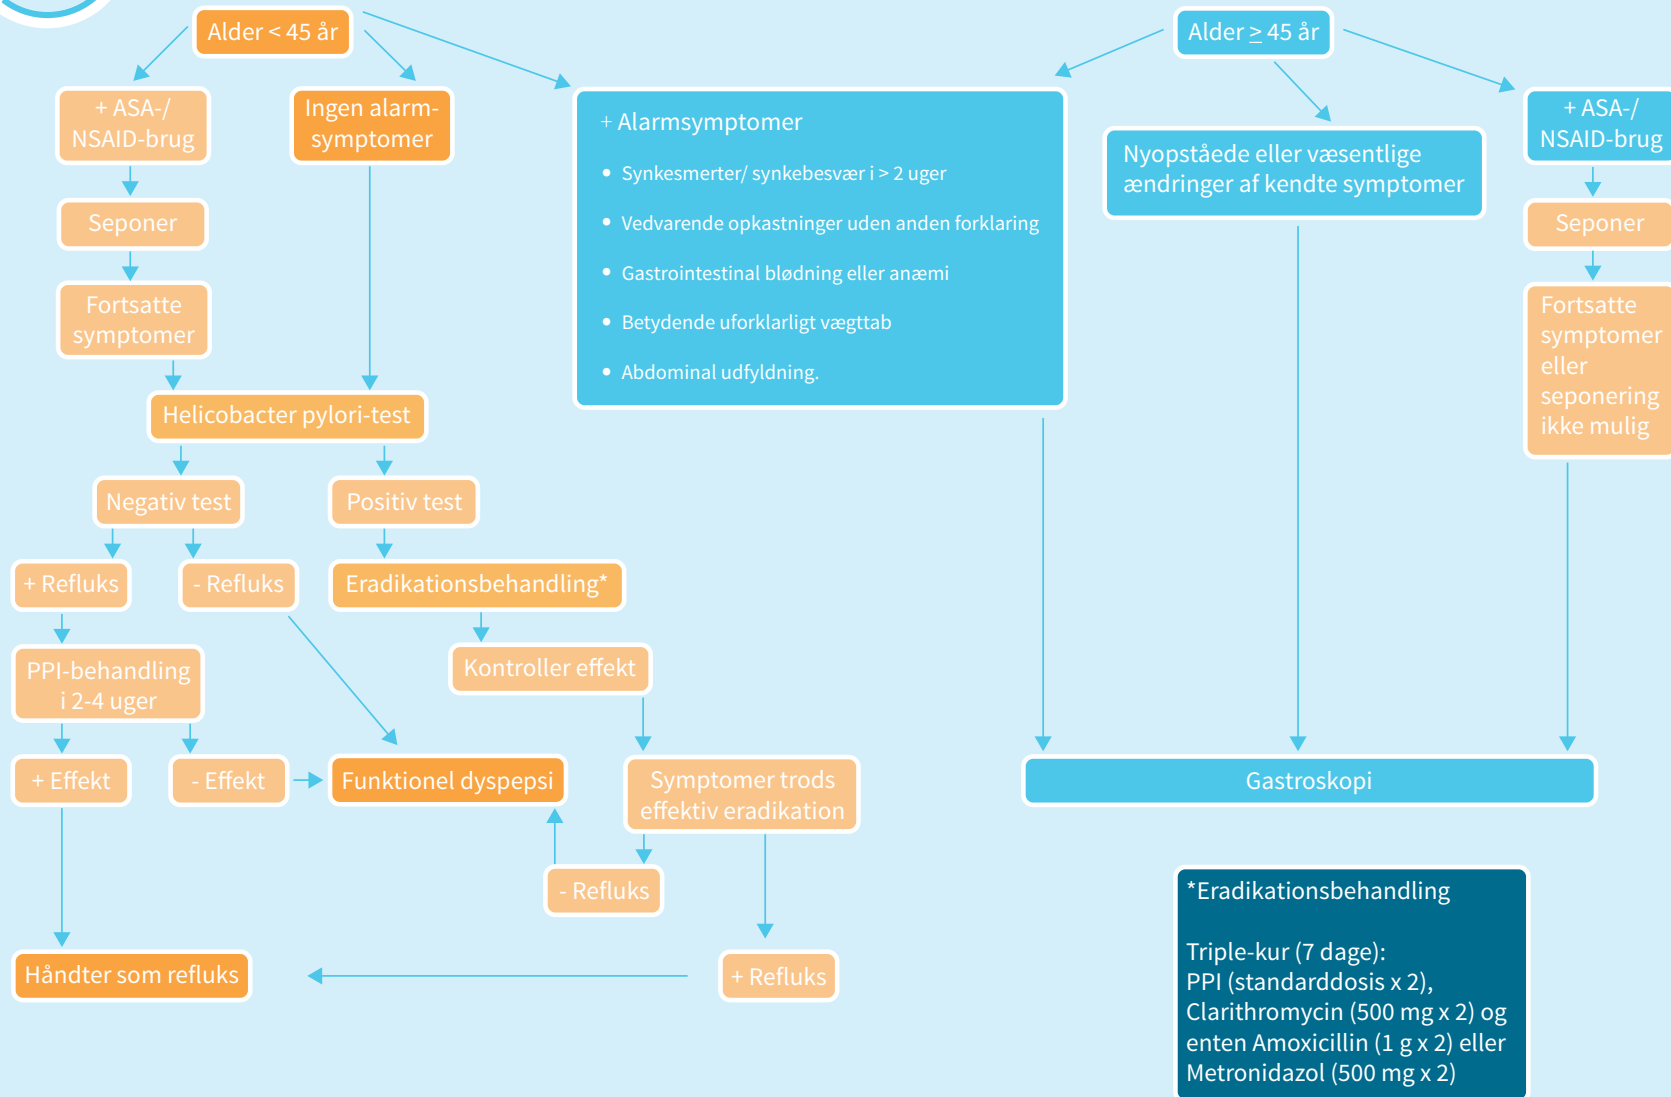 Alder < 45 år
Alder ≥ 45 år
+ ASA-/
NSAID-brug
Ingen alarm-
symptomer
+ Alarmsymptomer
• Synkesmerter/ synkebesvær i > 2 uger
• Vedvarende opkastninger uden anden forklaring
• Gastrointestinal blødning eller anæmi
• Betydende uforklarligt vægttab
• Abdominal udfyldning.
Nyopståede eller væsentlige
ændringer af kendte symptomer
+ ASA-/
NSAID-brug
Seponer
Seponer
Fortsatte
symptomer
Fortsatte
symptomer
eller
seponering
ikke mulig
Helicobacter pylori-test
Negativ test
Positiv test
+ Refluks
- Refluks
Eradikationsbehandling*
PPI-behandling
i 2-4 uger
Kontroller effekt
+ Effekt
- Effekt
Funktionel dyspepsi
Symptomer trods
effektiv eradikation
Gastroskopi
- Refluks
Håndter som refluks
+ Refluks
*Eradikationsbehandling
Triple-kur (7 dage):
PPI (standarddosis x 2),
Clarithromycin (500 mg x 2) og
enten Amoxicillin (1 g x 2) eller
Metronidazol (500 mg x 2)